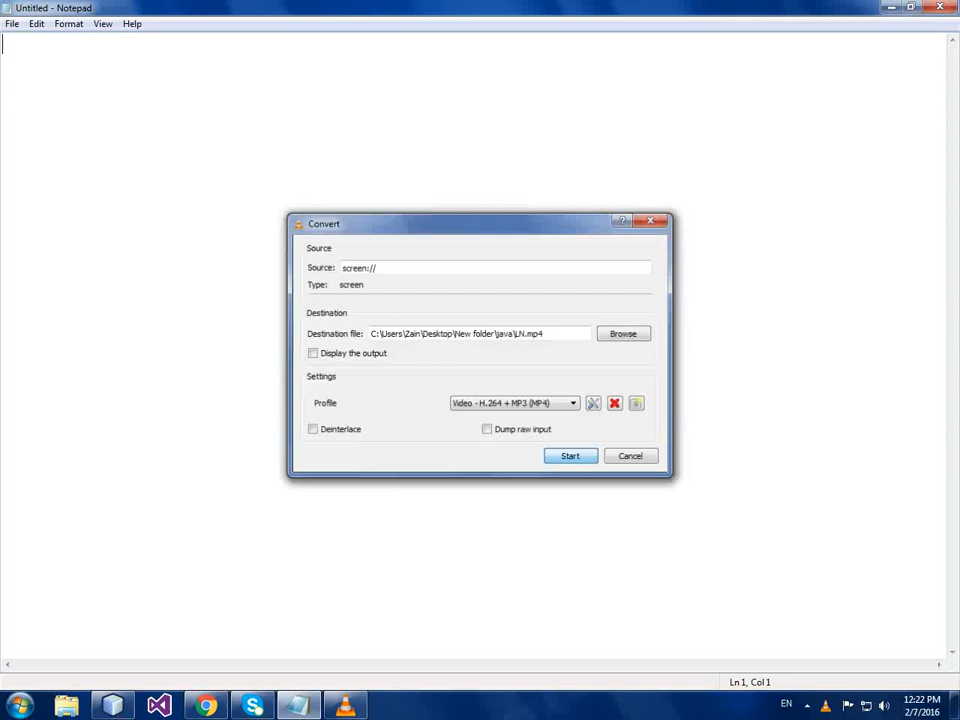 Untitled - Notepad
File Edit Format View Help
Convert
Source
Source: screen://
Type: screen
Destination
Destination file: C:\Users\Zain\Desktop\New folder\java\LN.mp4 Browse
Display the output
Settings
Profile Video - H.264 + MP3 (MP4)
Deinterlace Dump raw input
Start Cancel
Ln 1, Col 1
EN 12:22 PM
2/7/2016